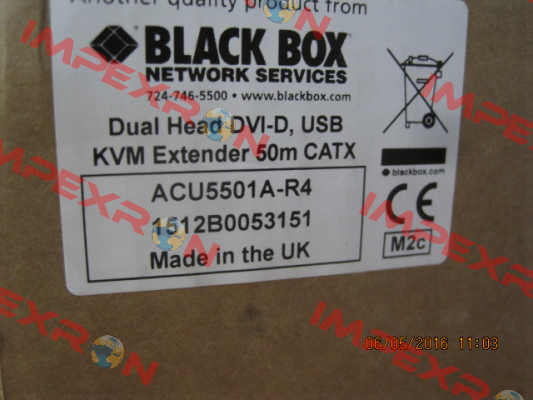 Another quality product from
BLACK BOX
NETWORK SERVICES
724-746-5500 • www.blackbox.com
Dual Head DVI-D, USB
KVM Extender 50m CATX
blackbox.com
ACU5501A-R4
1512B0053151
Made in the UK
CE
M2c
06/05/2016 11:03
IMPEXRON
IMPEXRON
IMPEXRON
IMPEXRON
IMPEXRON